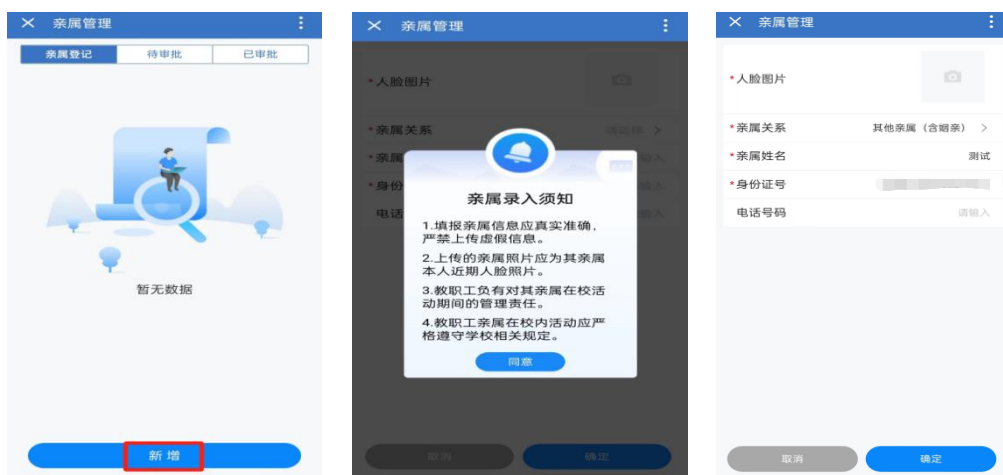 亲属管理
亲属登记
待审批
已审批
暂无数据
新增
亲属管理
*人脸图片
*亲属关系
请选择
*亲属
输入
*身份
输入
电话
输入
亲属录入须知
1.填报亲属信息应真实准确，
严禁上传虚假信息。
2.上传的亲属照片应为其亲属
本人近期人脸照片。
3.教职工负有对其亲属在校活
动期间的管理责任。
4.教职工亲属在校内活动应严
格遵守学校相关规定。
同意
取消
确定
亲属管理
*人脸图片
*亲属关系
其他亲属（含姻亲）
*亲属姓名
测试
*身份证号
电话号码
请输入
取消
确定